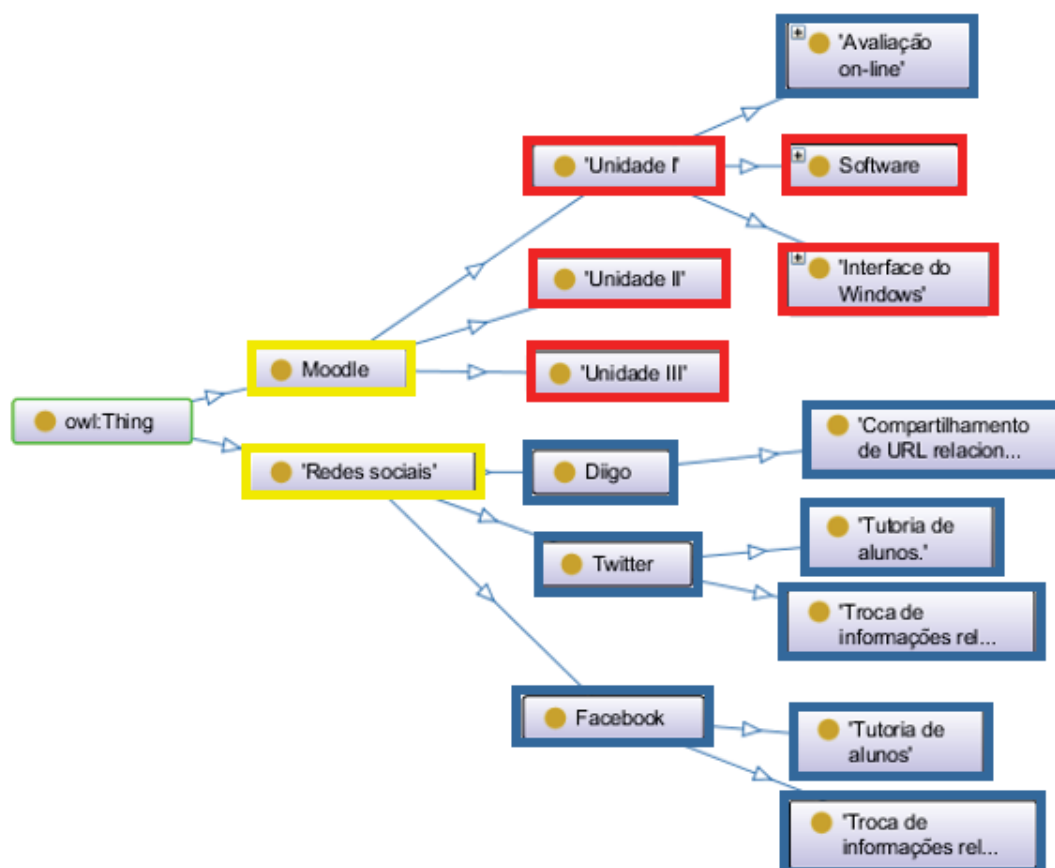 'Avaliação
on-line'
'Unidade I'
Software
'Interface do
Windows'
'Unidade II'
Moodle
'Unidade III'
owl:Thing
'Compartilhamento
de URL relacion...
'Redes sociais'
Diigo
'Tutoria de
alunos.'
Twitter
'Troca de
informações rel...
Facebook
'Tutoria de
alunos'
'Troca de
informações rel...